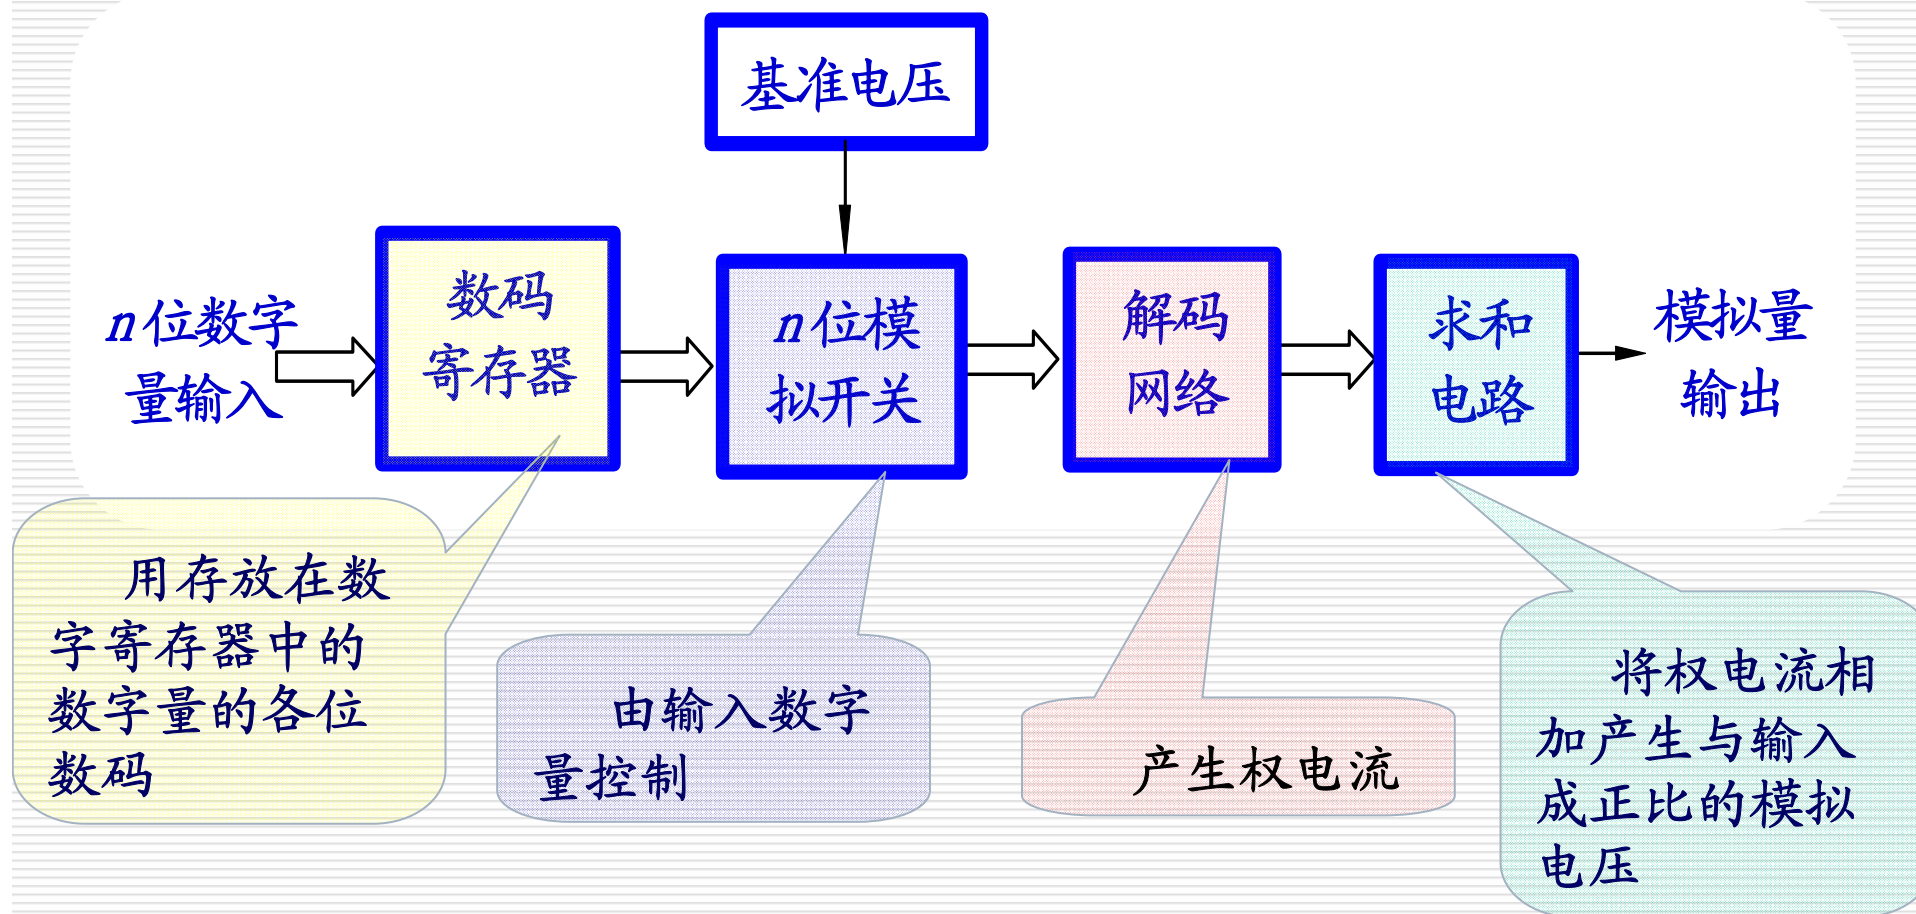 基准电压
n位数字
量输入
数码
寄存器
n位模
拟开关
解码
网络
求和
电路
模拟量
输出
用存放在数
字寄存器中的
数字量的各位
数码
由输入数字
量控制
产生权电流
将权电流相
加产生与输入
成正比的模拟
电压